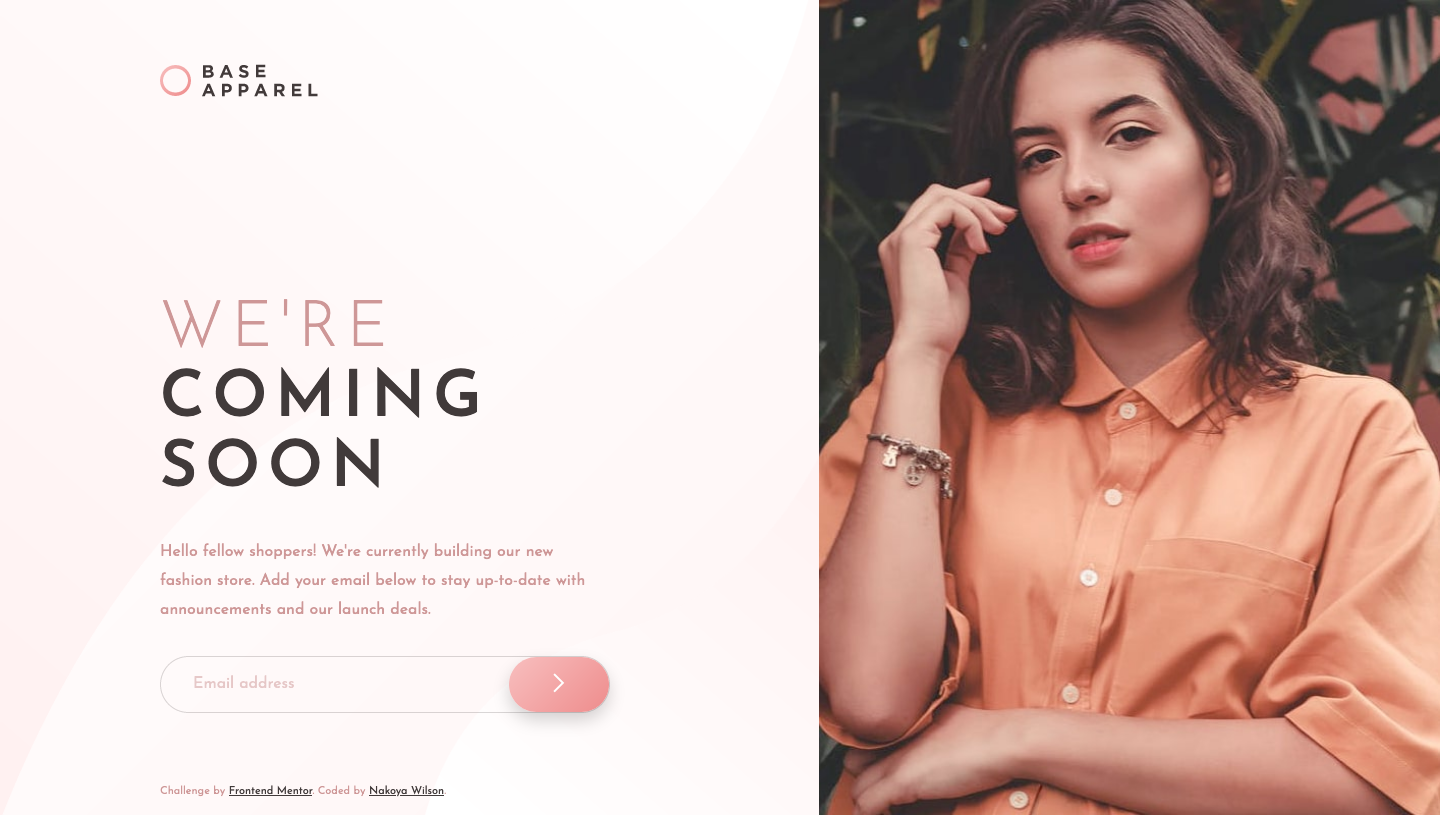 BASE
APPAREL
WE'RE
COMING
SOON
Hello fellow shoppers! We're currently building our new
fashion store. Add your email below to stay up-to-date with
announcements and our launch deals.
Email address
Challenge by Frontend Mentor. Coded by Nakoya Wilson.